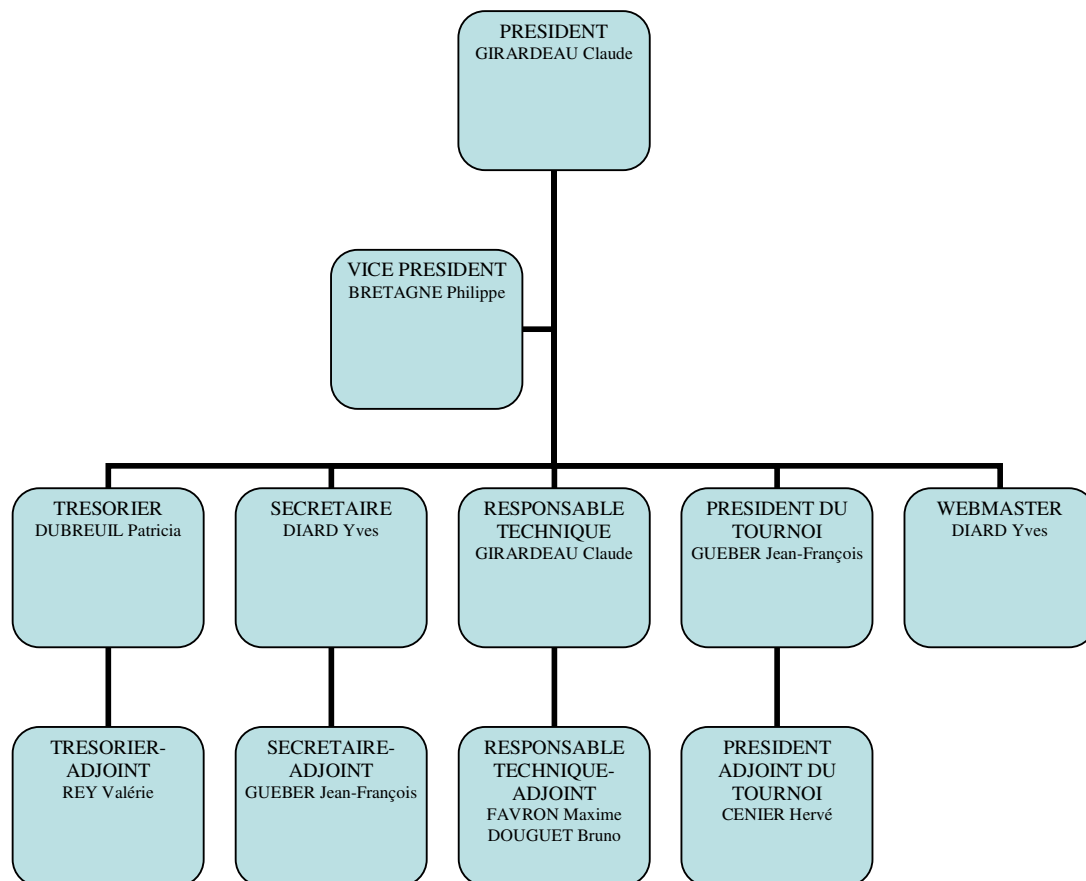 PRESIDENT
GIRARDEAU Claude
VICE PRESIDENT
BRETAGNE Philippe
TRESORIER
DUBREUIL Patricia
SECRETAIRE
DIARD Yves
RESPONSABLE
TECHNIQUE
GIRARDEAU Claude
PRESIDENT DU
TOURNOI
GUEBER Jean-François
WEBMASTER
DIARD Yves
TRESORIER-
ADJOINT
REY Valérie
SECRETAIRE-
ADJOINT
GUEBER Jean-François
RESPONSABLE
TECHNIQUE-
ADJOINT
FAVRON Maxime
DOUGUET Bruno
PRESIDENT
ADJOINT DU
TOURNOI
CENIER Hervé